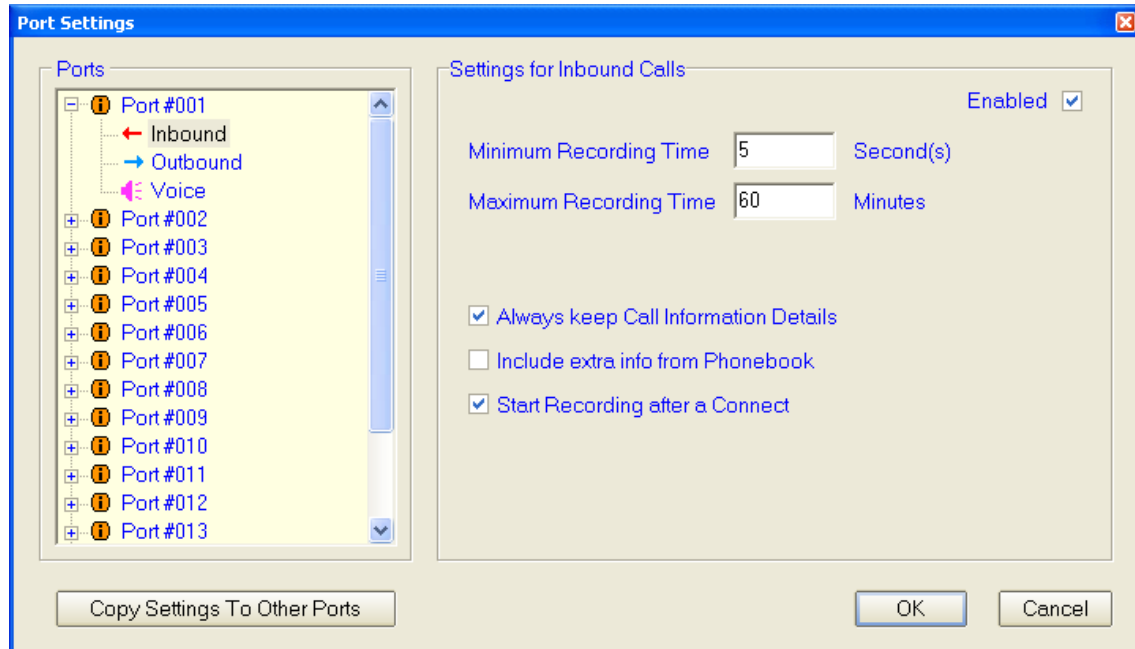 Port Settings
Ports
Port #001
Inbound
Outbound
Voice
Port #002
Port #003
Port #004
Port #005
Port #006
Port #007
Port #008
Port #009
Port #010
Port #011
Port #012
Port #013
Copy Settings To Other Ports
Settings for Inbound Calls
Enabled
Minimum Recording Time 5 Second(s)
Maximum Recording Time 60 Minutes
Always keep Call Information Details
Include extra info from Phonebook
Start Recording after a Connect
OK Cancel